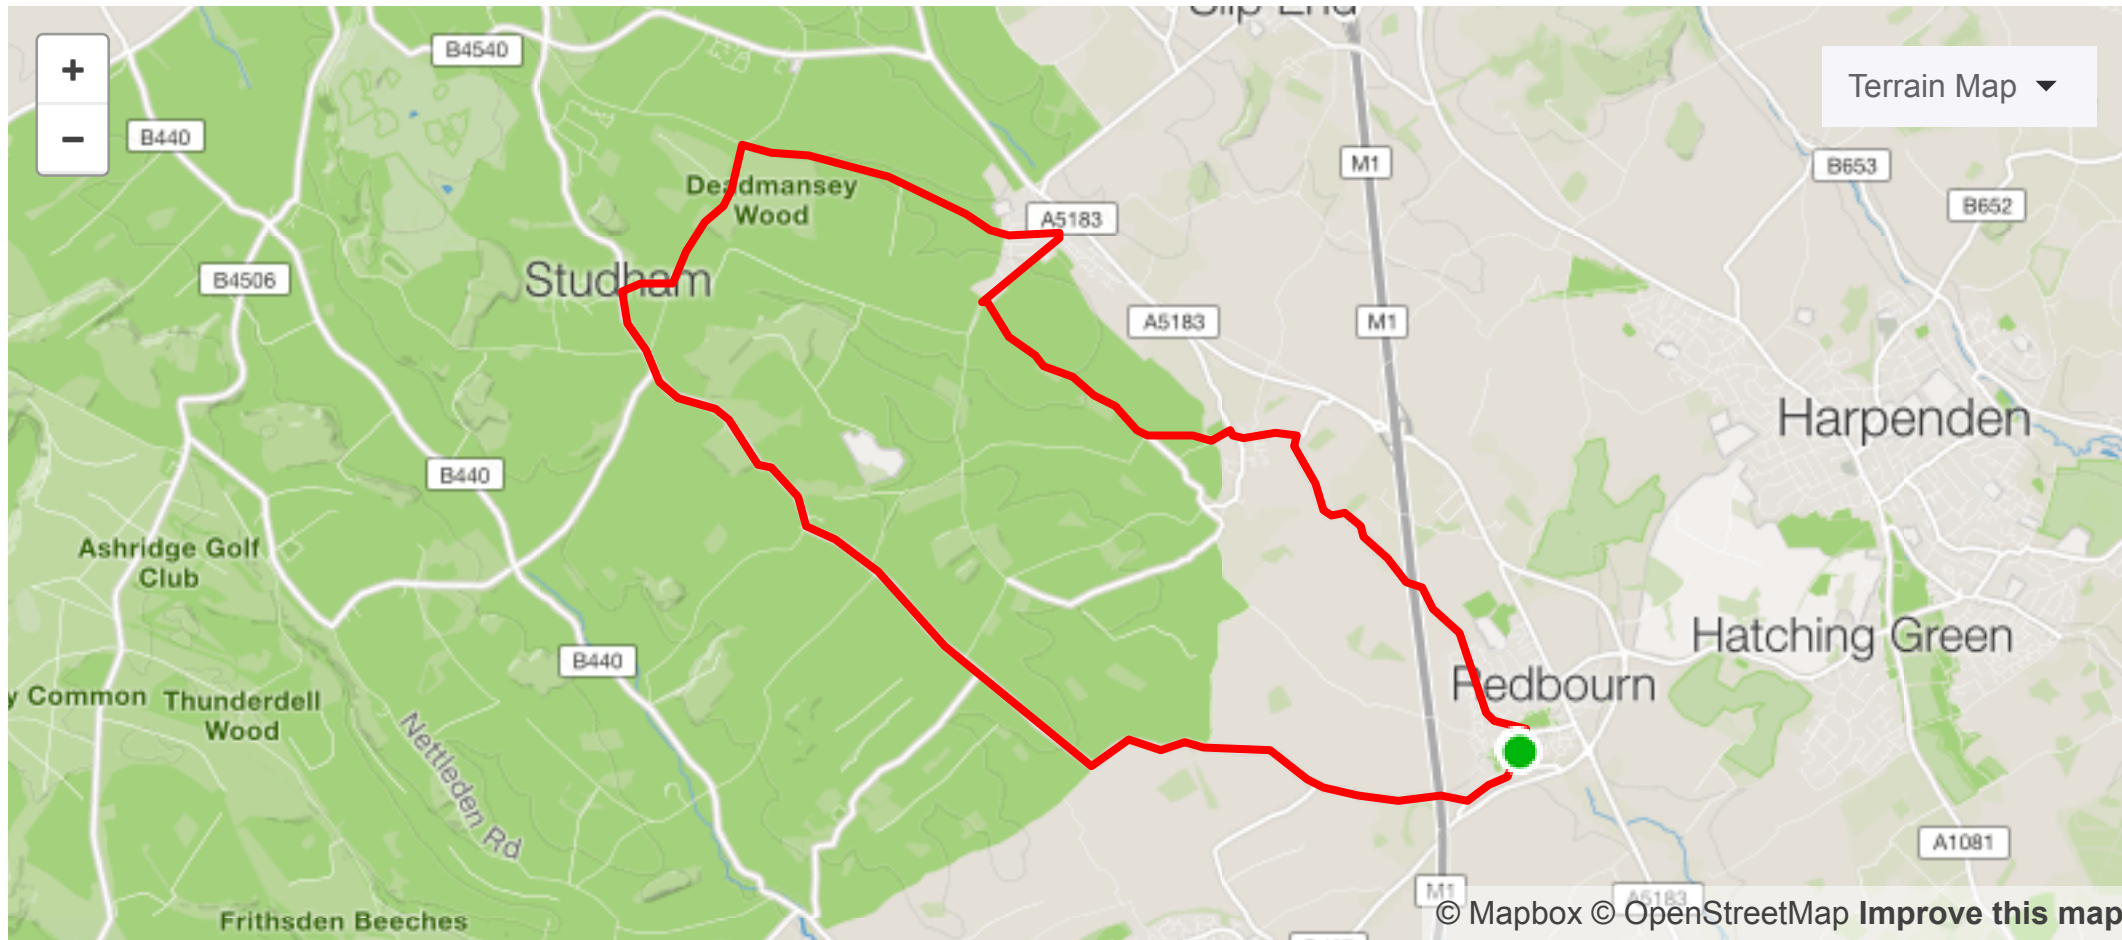 Slip End
+
B4540
Terrain Map
−
B440
M1
B653
Deadmansey
Wood
B652
A5183
Studham
B4506
A5183
M1
Harpenden
B440
Ashridge Golf
Club
Hatching Green
B440
Redbourn
y Common
Thunderdell
Wood
Nettleden Rd
A1081
M1
A5183
Frithsden Beeches
© Mapbox © OpenStreetMap Improve this map